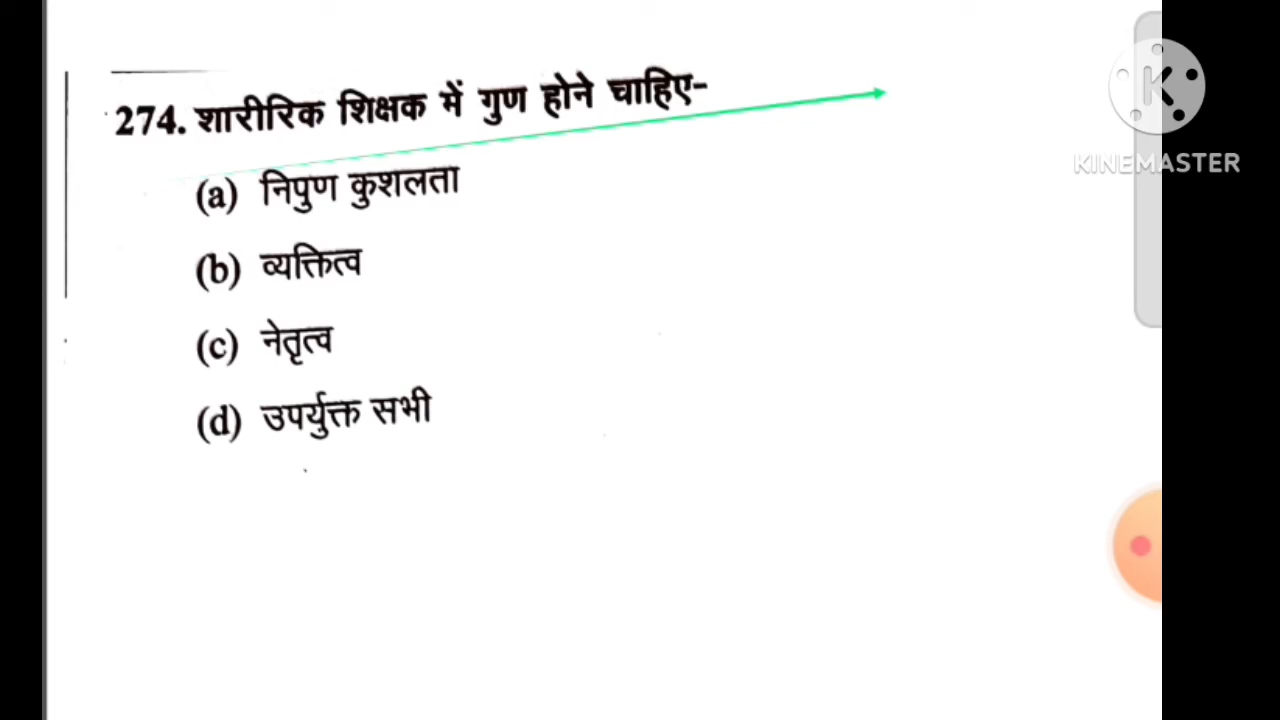 274. शारीरिक शिक्षक में गुण होने चाहिए-
(a) निपुण कुशलता
(b) व्यक्तित्व
(c) नेतृत्व
(d) उपर्युक्त सभी
K
KINEMASTER